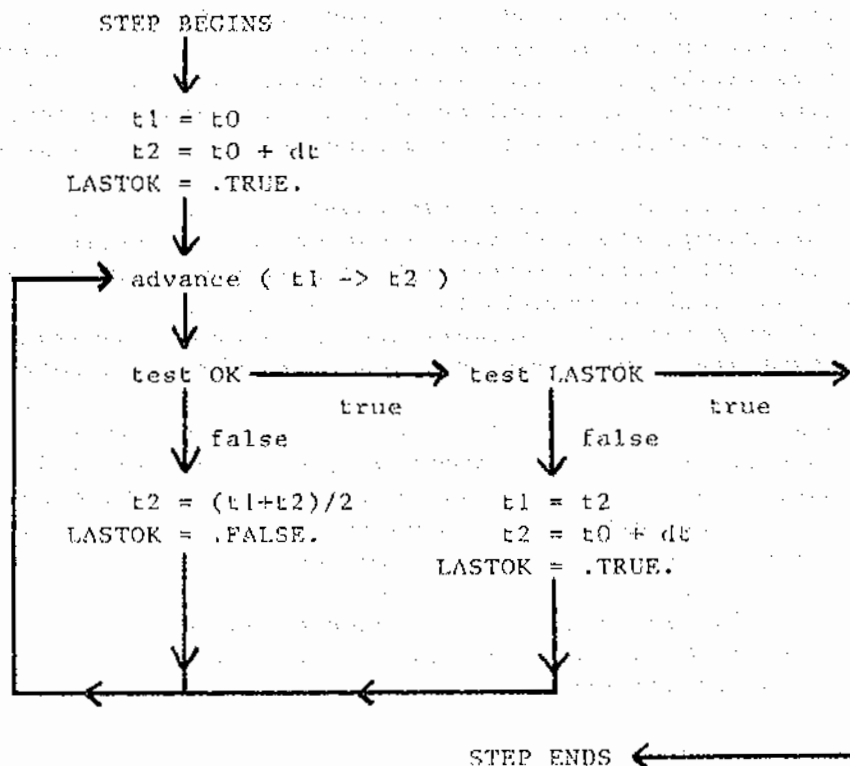 STEP BEGINS
t1 = t0
t2 = t0 + dt
LASTOK = .TRUE.
advance ( t1 -> t2 )
test OK
true
test LASTOK
true
false
false
t2 = (t1+t2)/2
LASTOK = .FALSE.
t1 = t2
t2 = t0 + dt
LASTOK = .TRUE.
STEP ENDS